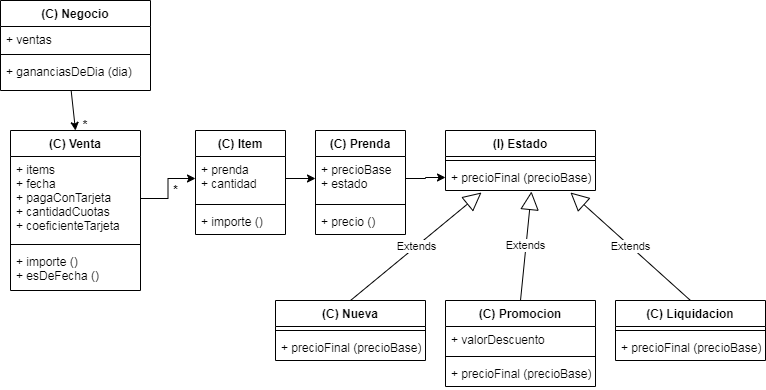 (C) Negocio
+ ventas
+ gananciasDeDia (dia)
*
(C) Venta
+ items
+ fecha
+ pagaConTarjeta
+ cantidadCuotas
+ coeficienteTarjeta
+ importe ()
+ esDeFecha ()
*
(C) Item
+ prenda
+ cantidad
+ importe ()
(C) Prenda
+ precioBase
+ estado
+ precio ()
(I) Estado
+ precioFinal (precioBase)
Extends
Extends
Extends
(C) Nueva
+ precioFinal (precioBase)
(C) Promocion
+ valorDescuento
+ precioFinal (precioBase)
(C) Liquidacion
+ precioFinal (precioBase)